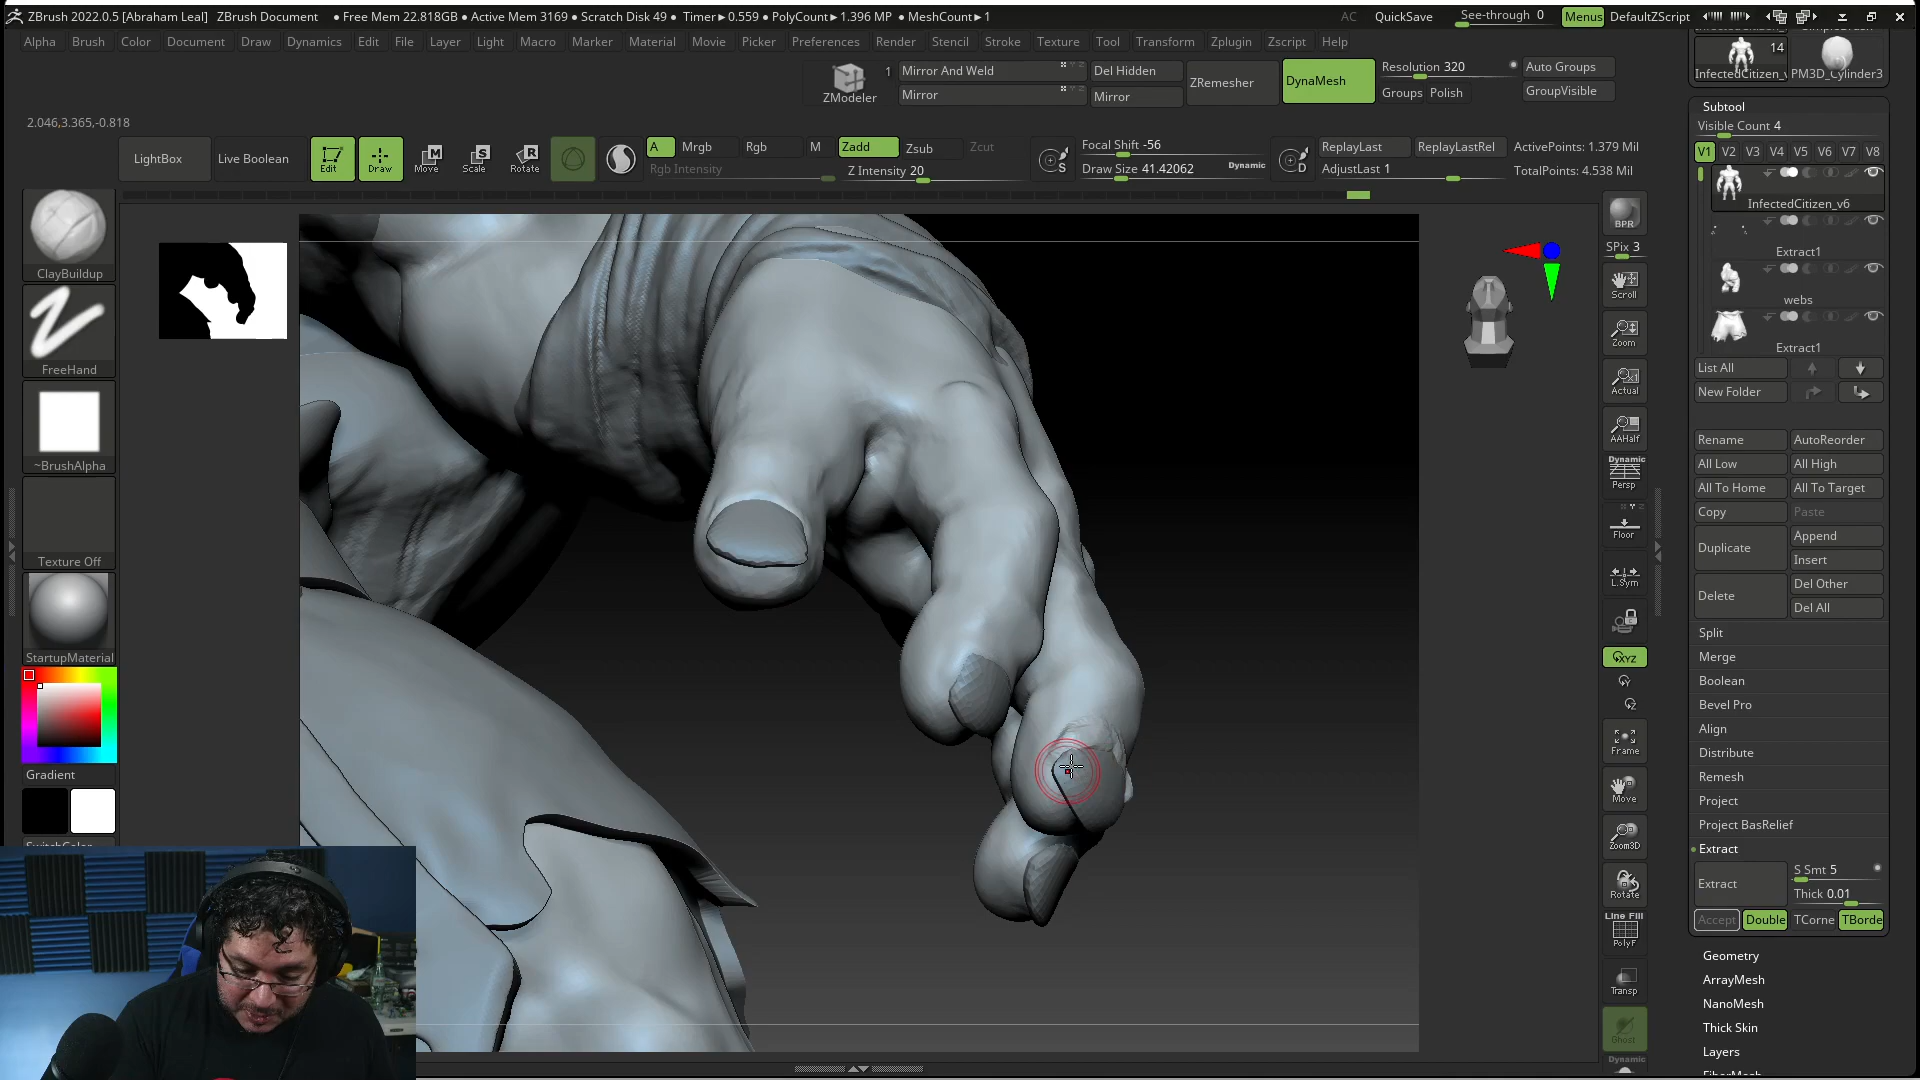 ZBrush 2022.0.5 [Abraham Leal] ZBrush Document ● Free Mem 22.818GB ● Active Mem 3169 ● Scratch Disk 49 ● Timer►0.559 ● PolyCount►1.396 MP ● MeshCount►1 AC QuickSave See-through 0 Menus DefaultZScript
Alpha Brush Color Document Draw Dynamics Edit File Layer Light Macro Marker Material Movie Picker Preferences Render Stencil Stroke Texture Tool Transform Zplugin Zscript Help
14
InfectedCitizen_v PM3D_Cylinder3
ZModeler 1
Mirror And Weld
Mirror
Del Hidden
Mirror
ZRemesher
DynaMesh
Resolution 320
Groups Polish
Auto Groups
GroupVisible
2.046,3.365,-0.818
LightBox
Live Boolean
Edit
Draw
Move
Scale
Rotate
A Mrgb Rgb M Zadd Zsub Zcut
Rgb Intensity Z Intensity 20
S
Focal Shift -56
Draw Size 41.42062 Dynamic
D
ReplayLast ReplayLastRel
AdjustLast 1
ActivePoints: 1.379 Mil
TotalPoints: 4.538 Mil
ClayBuildup
FreeHand
~BrushAlpha
Texture Off
StartupMaterial
Gradient
BPR
SPix 3
Scroll
Zoom
Actual
AAHalf
Dynamic
Persp
Floor
L.Sym
XYZ
Frame
Move
Zoom3D
Rotate
Line Fill
PolyF
Transp
Ghost
Dynamic
Subtool
Visible Count 4
V1 V2 V3 V4 V5 V6 V7 V8
InfectedCitizen_v6
Extract1
webs
Extract1
List All
New Folder
Rename AutoReorder
All Low All High
All To Home All To Target
Copy Paste
Duplicate
Append
Insert
Delete
Del Other
Del All
Split
Merge
Boolean
Bevel Pro
Align
Distribute
Remesh
Project
Project BasRelief
Extract
Extract
S Smt 5
Thick 0.01
Accept Double TCorne TBorde
Geometry
ArrayMesh
NanoMesh
Thick Skin
Layers